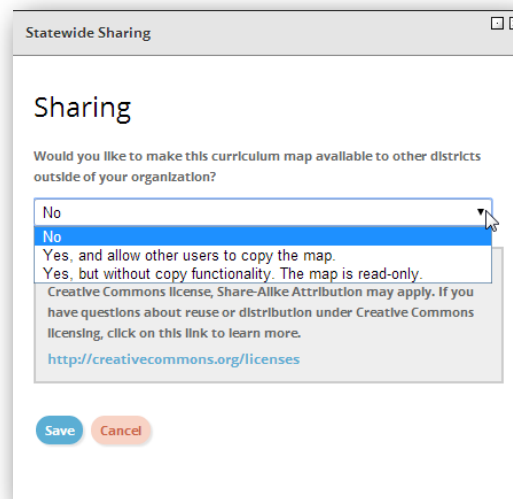 Statewide Sharing
Sharing
Would you like to make this curriculum map available to other districts
outside of your organization?
No
No
Yes, and allow other users to copy the map.
Yes, but without copy functionality. The map is read-only.
Creative Commons license, Share-Alike Attribution may apply. If you
have questions about reuse or distribution under Creative Commons
licensing, click on this link to learn more.
http://creativecommons.org/licenses
Save Cancel